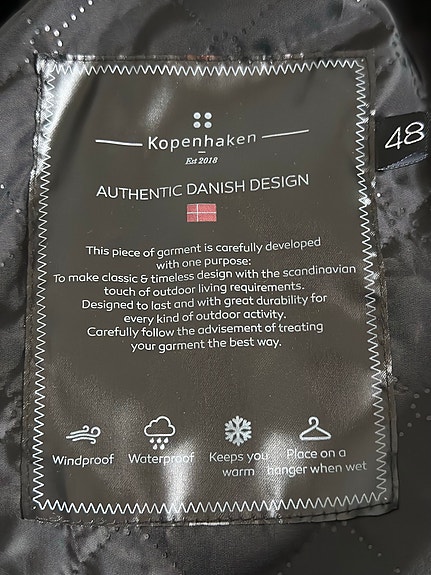 Kopenhaken
Est 2018
48
AUTHENTIC DANISH DESIGN
This piece of garment is carefully developed
with one purpose:
To make classic & timeless design with the scandinavian
touch of outdoor living requirements.
Designed to last and with great durability for
every kind of outdoor activity.
Carefully follow the advisement of treating
your garment the best way.
Windproof
Waterproof
Keeps you
warm
Place on a
hanger when wet